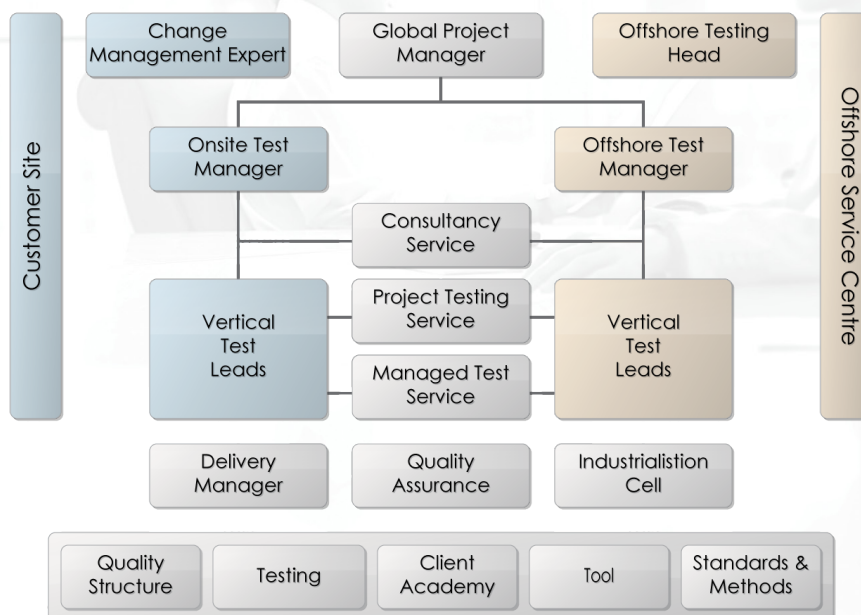 Change
Management Expert
Global Project
Manager
Offshore Testing
Head
Customer Site
Offshore Service Centre
Onsite Test
Manager
Offshore Test
Manager
Consultancy
Service
Vertical
Test
Leads
Project Testing
Service
Managed Test
Service
Vertical
Test
Leads
Delivery
Manager
Quality
Assurance
Industrialistion
Cell
Quality
Structure
Testing
Client
Academy
Tool
Standards &
Methods